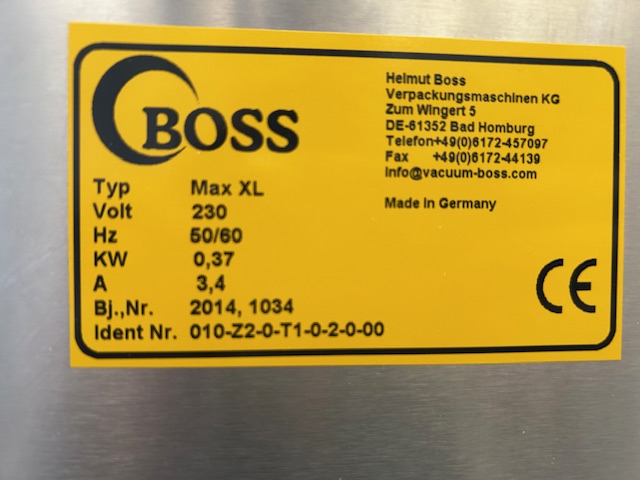 BOSS
Helmut Boss
Verpackungsmaschinen KG
Zum Wingert 5
DE-61352 Bad Homburg
Telefon+49(0)6172-457097
Fax +49(0)6172-44139
info@vacuum-boss.com
Made in Germany
Typ Max XL
Volt 230
Hz 50/60
KW 0,37
A 3,4
Bj.,Nr. 2014, 1034
Ident Nr. 010-Z2-0-T1-0-2-0-00
CE